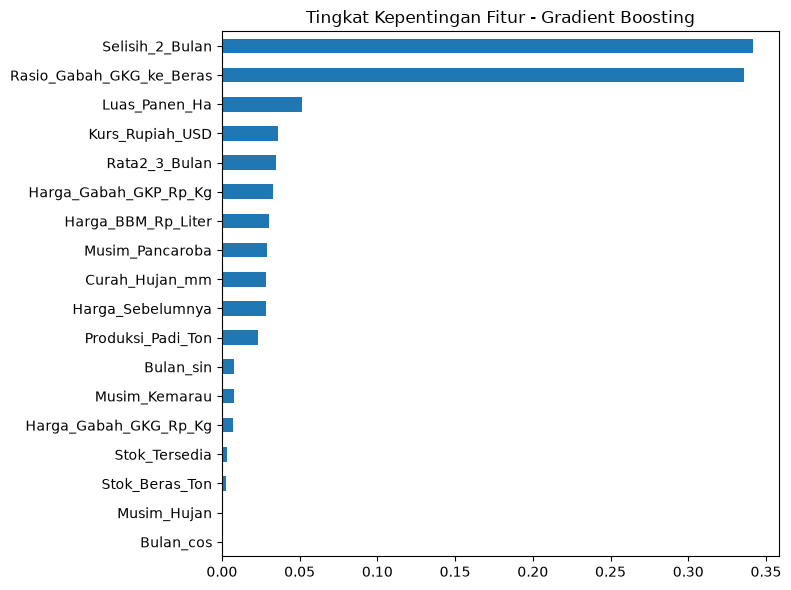 Tingkat Kepentingan Fitur - Gradient Boosting
Selisih_2_Bulan
Rasio_Gabah_GKG_ke_Beras
Luas_Panen_Ha
Kurs_Rupiah_USD
Rata2_3_Bulan
Harga_Gabah_GKP_Rp_Kg
Harga_BBM_Rp_Liter
Musim_Pancaroba
Curah_Hujan_mm
Harga_Sebelumnya
Produksi_Padi_Ton
Bulan_sin
Musim_Kemarau
Harga_Gabah_GKG_Rp_Kg
Stok_Tersedia
Stok_Beras_Ton
Musim_Hujan
Bulan_cos
0.00 0.05 0.10 0.15 0.20 0.25 0.30 0.35